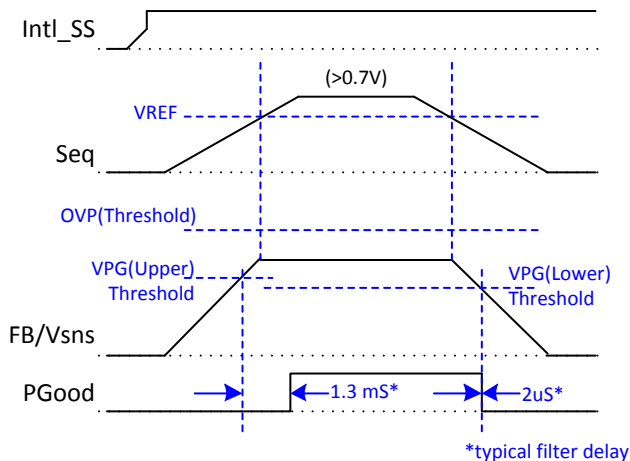 Intl_SS
(>0.7V)
VREF
Seq
OVP(Threshold)
VPG(Upper)
Threshold
VPG(Lower)
Threshold
FB/Vsns
PGood
1.3 mS*
2uS*
*typical filter delay